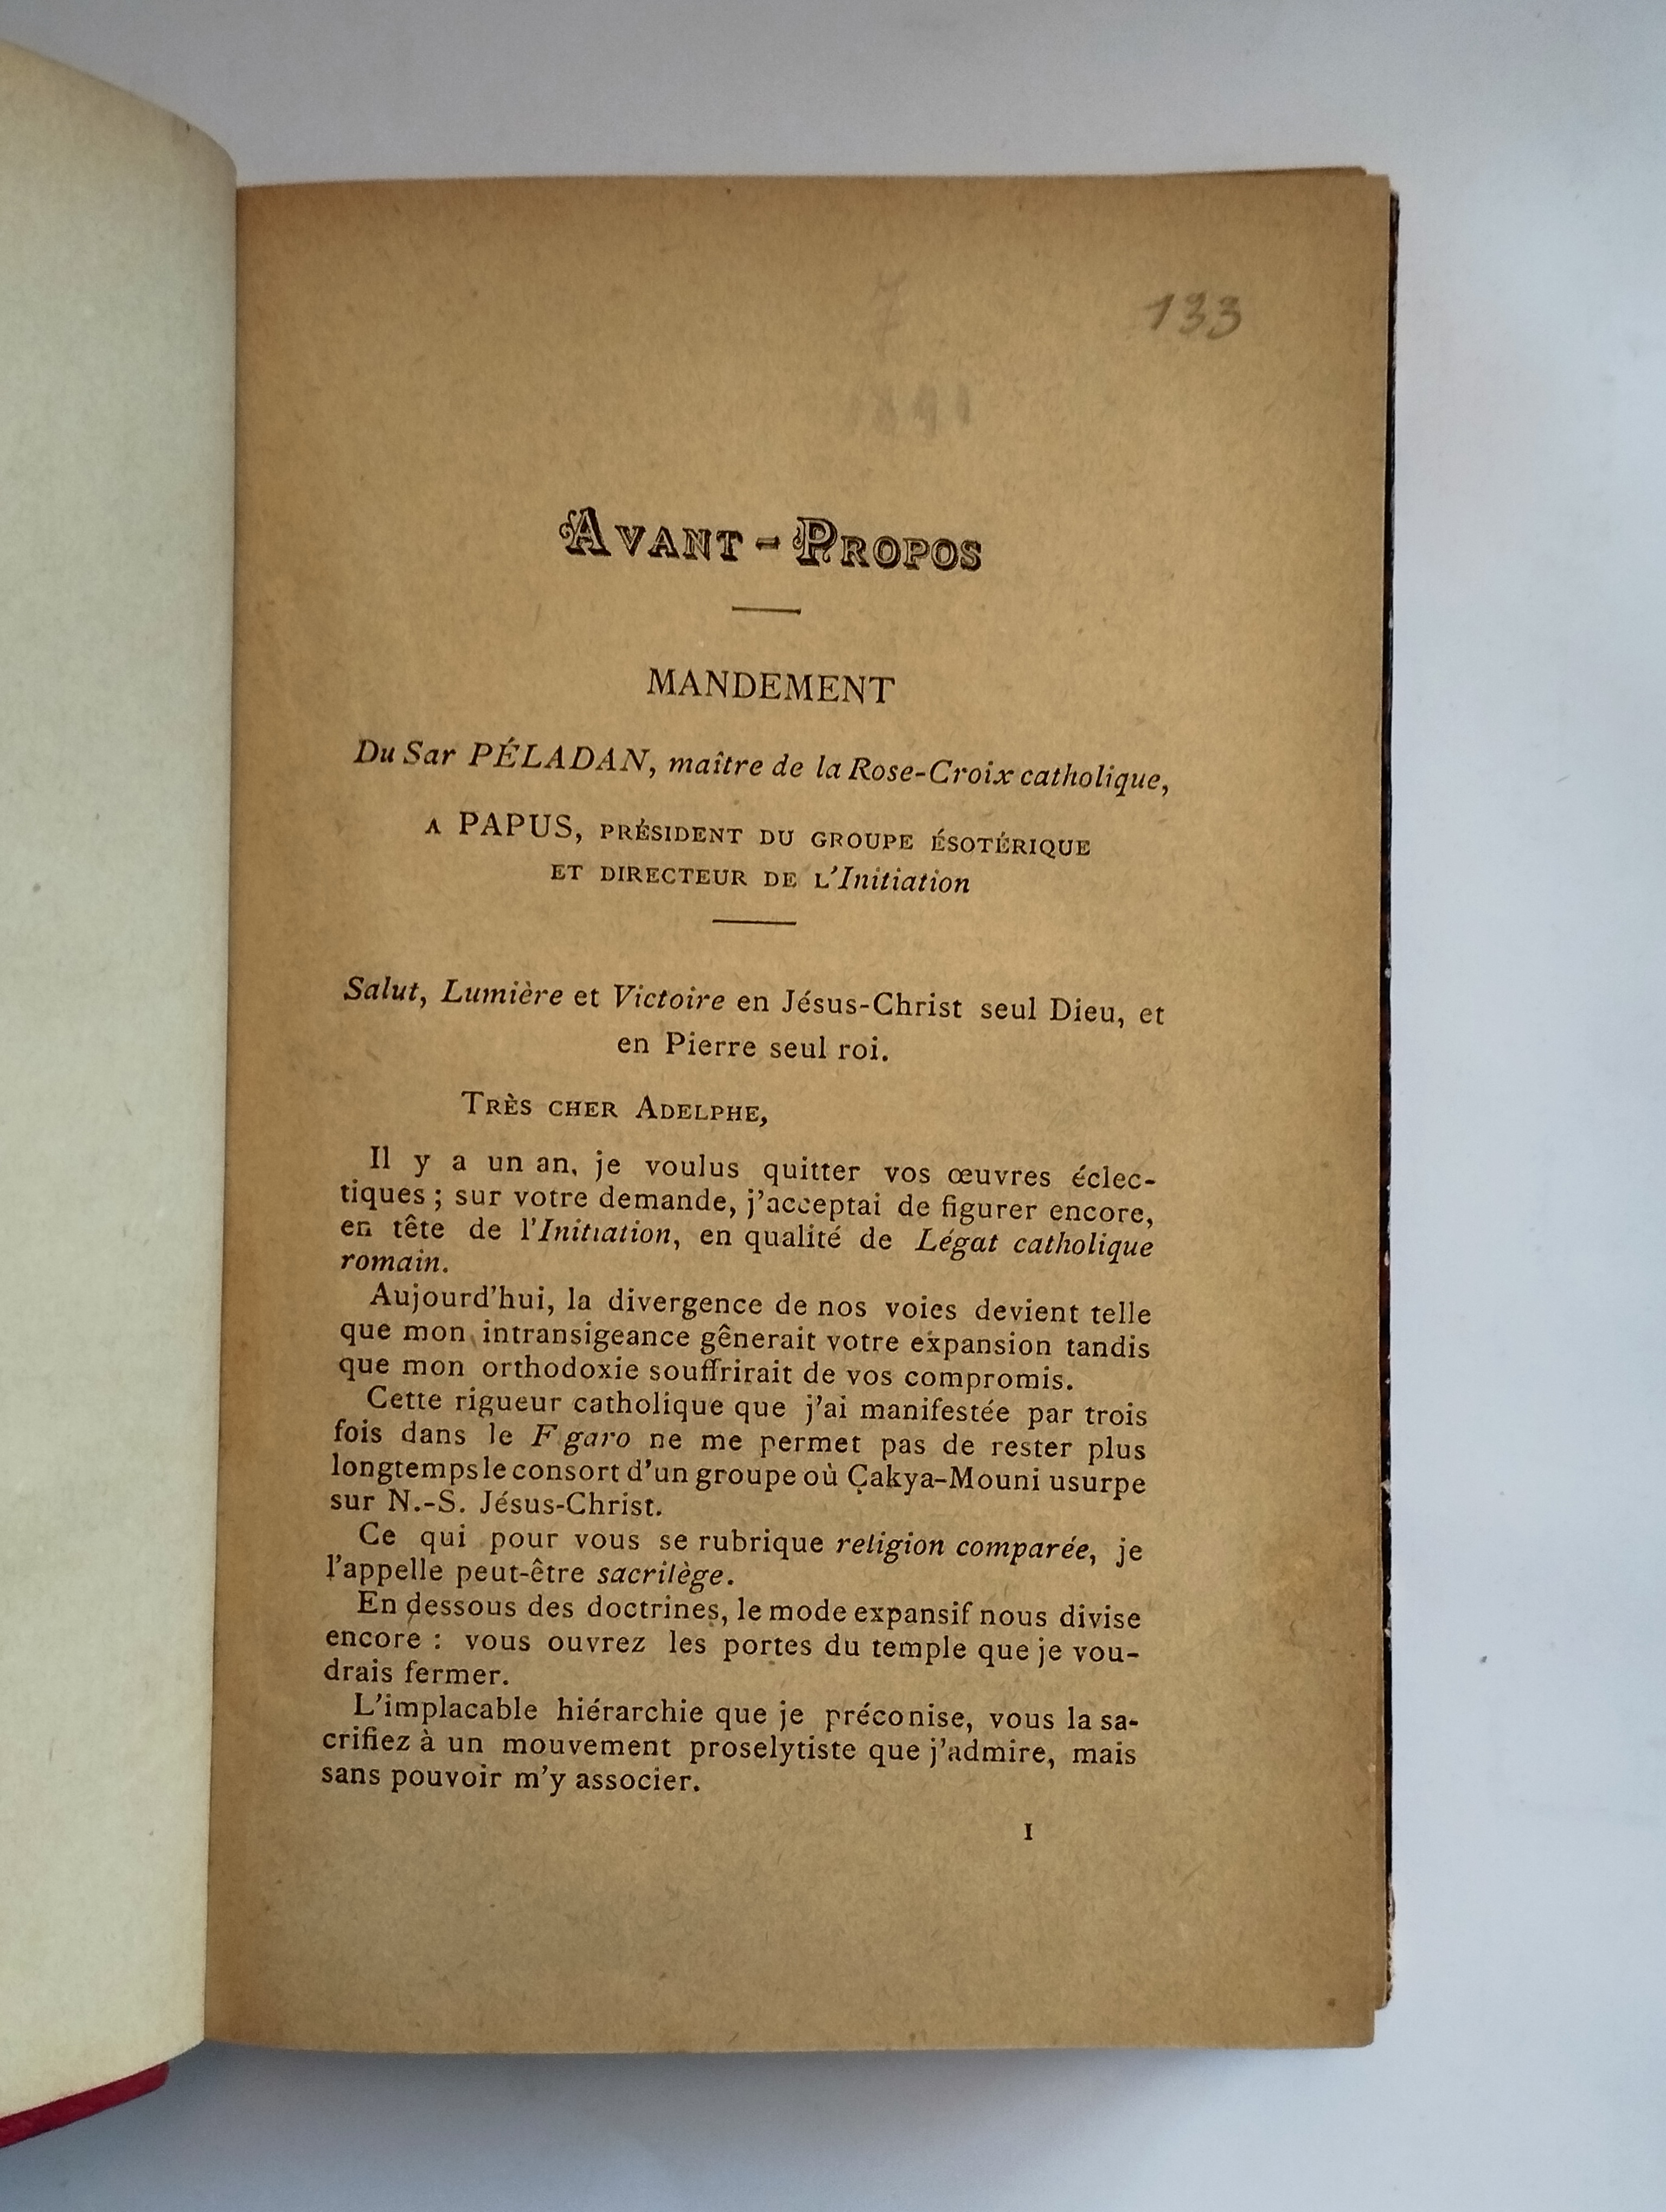 133
AVANT-PROPOS
MANDEMENT
Du Sar PÉLADAN, maître de la Rose-Croix catholique,
A PAPUS, PRÉSIDENT DU GROUPE ÉSOTÉRIQUE
ET DIRECTEUR DE L'Initiation
Salut, Lumière et Victoire en Jésus-Christ seul Dieu, et
en Pierre seul roi.
TRÈS CHER ADELPHE,
Il y a un an, je voulus quitter vos œuvres éclec-
tiques ; sur votre demande, j'acceptai de figurer encore,
en tête de l'Initiation, en qualité de Légat catholique
romain.
Aujourd'hui, la divergence de nos voies devient telle
que mon intransigeance gênerait votre expansion tandis
que mon orthodoxie souffrirait de vos compromis.
Cette rigueur catholique que j'ai manifestée par trois
fois dans le F garo ne me permet pas de rester plus
longtemps le consort d'un groupe où Çakya-Mouni usurpe
sur N.-S. Jésus-Christ.
Ce qui pour vous se rubrique religion comparée, je
l'appelle peut-être sacrilège.
En dessous des doctrines, le mode expansif nous divise
encore : vous ouvrez les portes du temple que je vou-
drais fermer.
L'implacable hiérarchie que je préconise, vous la sa-
crifiez à un mouvement proselytiste que j'admire, mais
sans pouvoir m'y associer.
I